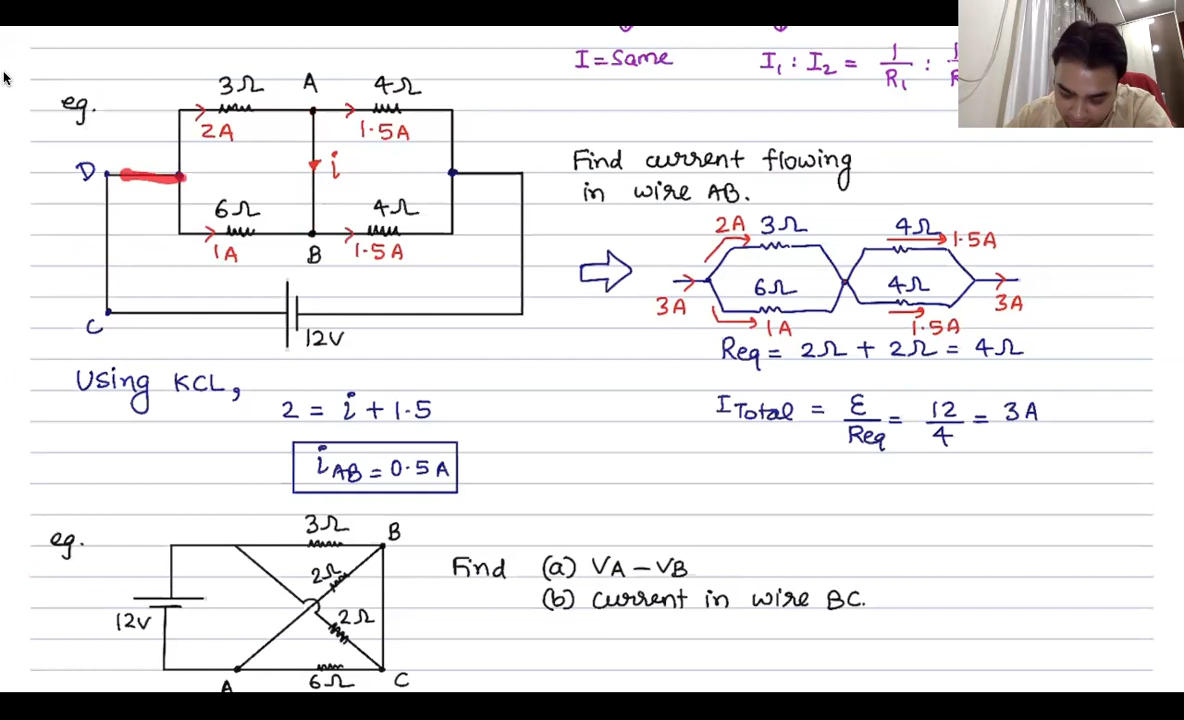 I = Same
I₁ : I₂ = 1/R₁ :
eg.
3Ω A 4Ω
2A 1.5A
D i
6Ω 4Ω
1A B 1.5A
C 12V
Find current flowing
in wire AB.
2A 3Ω 4Ω 1.5A
3A 6Ω 4Ω 3A
1A 1.5A
Req = 2Ω + 2Ω = 4Ω
Using KCL,
2 = i + 1.5
I Total = ε/Req = 12/4 = 3A
i AB = 0.5 A
eg.
3Ω B
2Ω
12V 2Ω
A 6Ω C
Find (a) VA – VB
(b) current in wire BC.